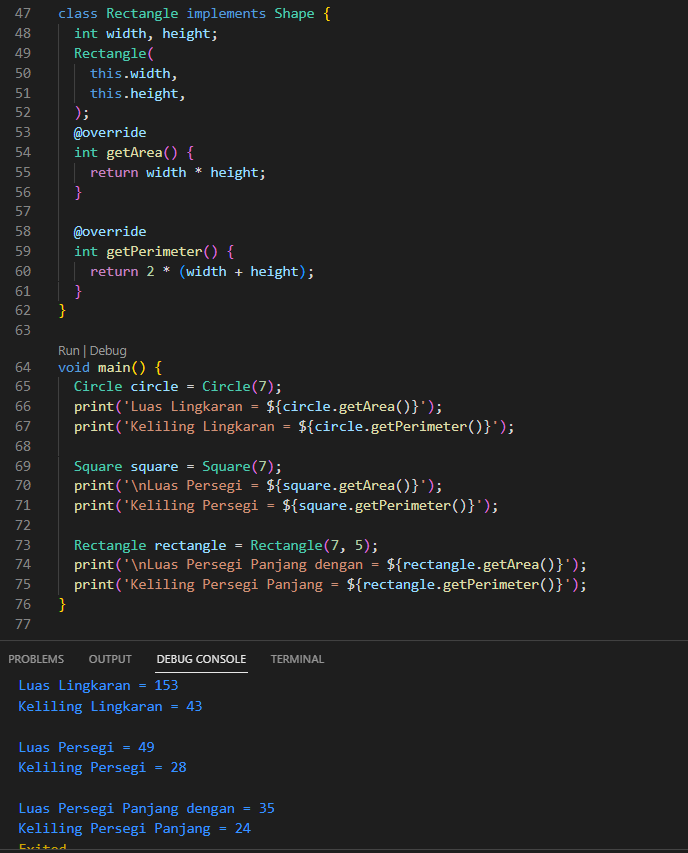 47 class Rectangle implements Shape {
48 int width, height;
49 Rectangle(
50 this.width,
51 this.height,
52 );
53 @override
54 int getArea() {
55 return width * height;
56 }
57
58 @override
59 int getPerimeter() {
60 return 2 * (width + height);
61 }
62 }
63
Run | Debug
64 void main() {
65 Circle circle = Circle(7);
66 print('Luas Lingkaran = ${circle.getArea()}');
67 print('Keliling Lingkaran = ${circle.getPerimeter()}');
68
69 Square square = Square(7);
70 print('\nLuas Persegi = ${square.getArea()}');
71 print('Keliling Persegi = ${square.getPerimeter()}');
72
73 Rectangle rectangle = Rectangle(7, 5);
74 print('\nLuas Persegi Panjang dengan = ${rectangle.getArea()}');
75 print('Keliling Persegi Panjang = ${rectangle.getPerimeter()}');
76 }
77
PROBLEMS OUTPUT DEBUG CONSOLE TERMINAL
Luas Lingkaran = 153
Keliling Lingkaran = 43
Luas Persegi = 49
Keliling Persegi = 28
Luas Persegi Panjang dengan = 35
Keliling Persegi Panjang = 24
Exited